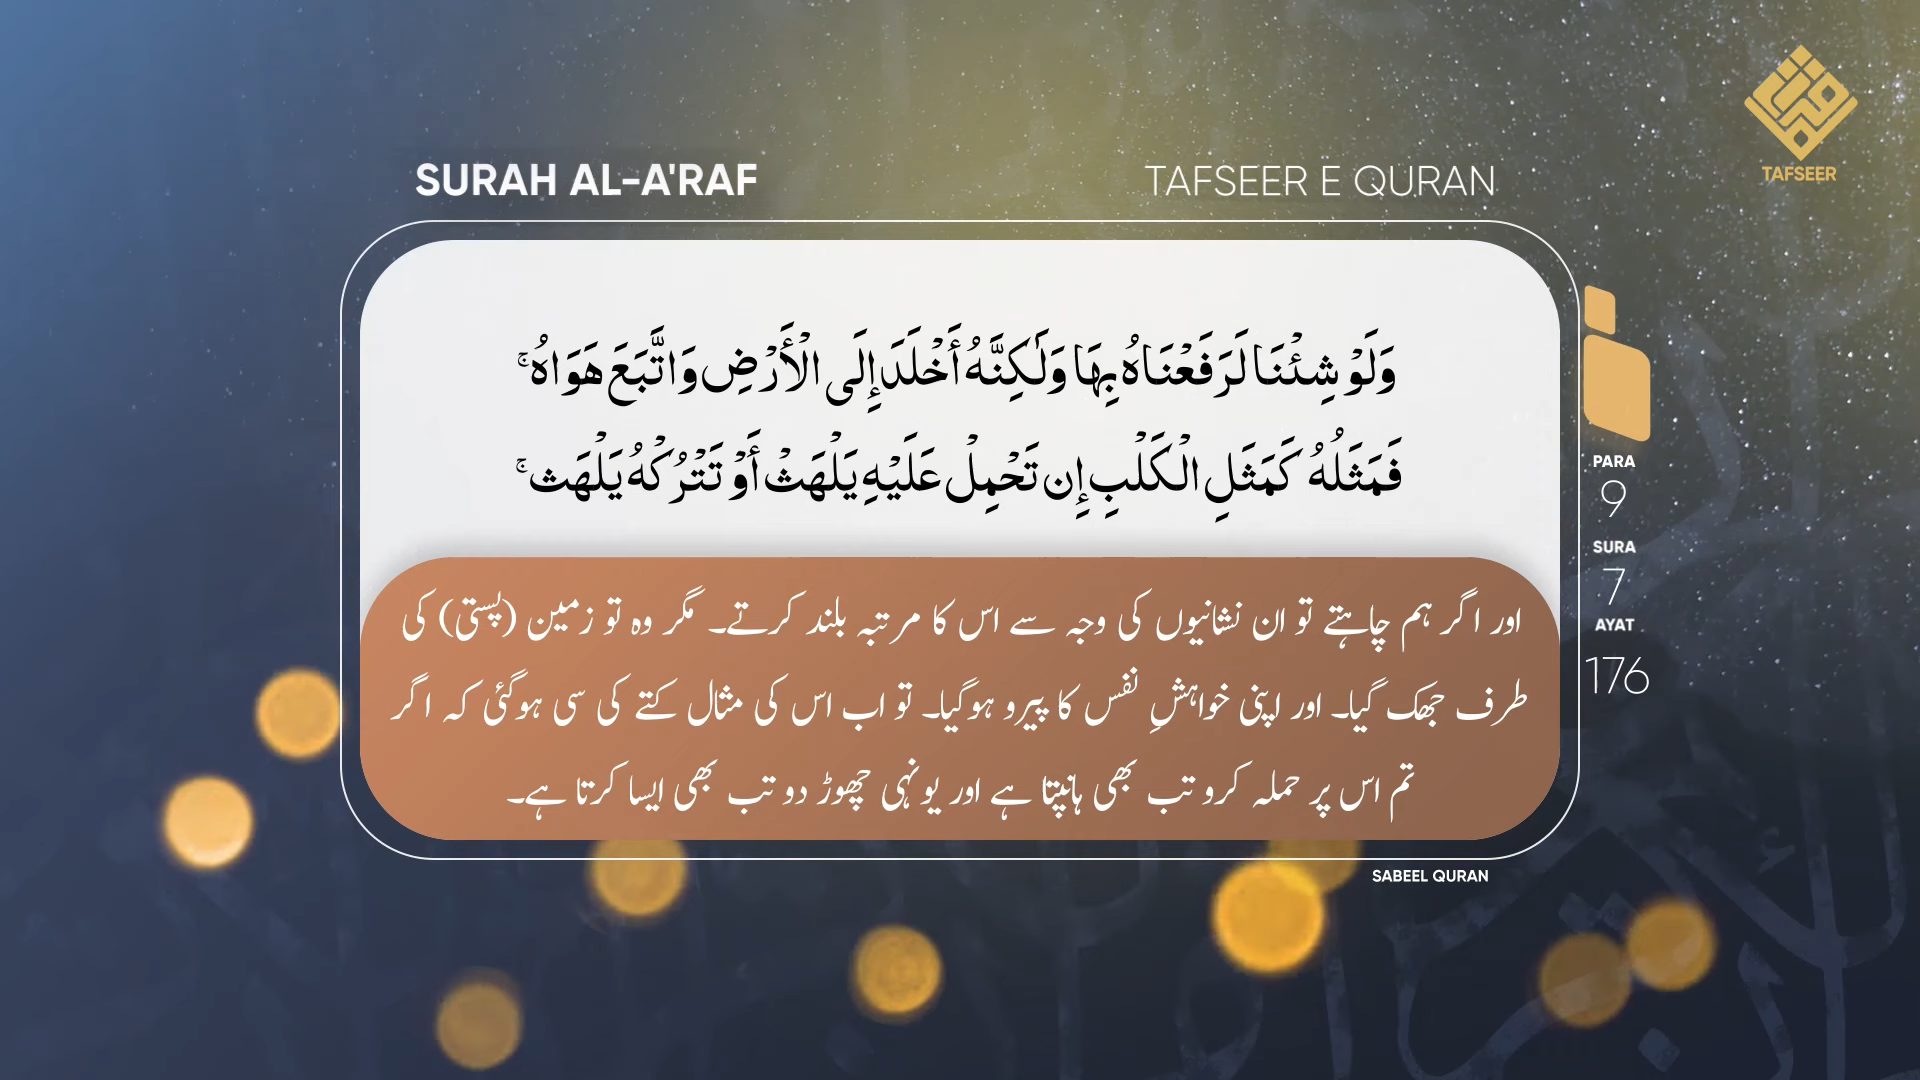 SURAH AL-A'RAF
TAFSEER E QURAN
TAFSEER
وَلَوْ شِئْنَا لَرَفَعْنَاهُ بِهَا وَلَٰكِنَّهُ أَخْلَدَ إِلَى الْأَرْضِ وَاتَّبَعَ هَوَاهُ ۚ
فَمَثَلُهُ كَمَثَلِ الْكَلْبِ إِن تَحْمِلْ عَلَيْهِ يَلْهَثْ أَوْ تَتْرُكْهُ يَلْهَث ۚ
اور اگر ہم چاہتے تو ان نشانیوں کی وجہ سے اس کا مرتبہ بلند کرتے۔ مگر وہ تو زمین (پستی) کی
طرف جھک گیا۔ اور اپنی خواہشِ نفس کا پیرو ہوگیا۔ تو اب اس کی مثال کتے کی سی ہوگئی کہ اگر
تم اس پر حملہ کرو تب بھی ہانپتا ہے اور یونہی چھوڑ دو تب بھی ایسا کرتا ہے۔
PARA
9
SURA
7
AYAT
176
SABEEL QURAN